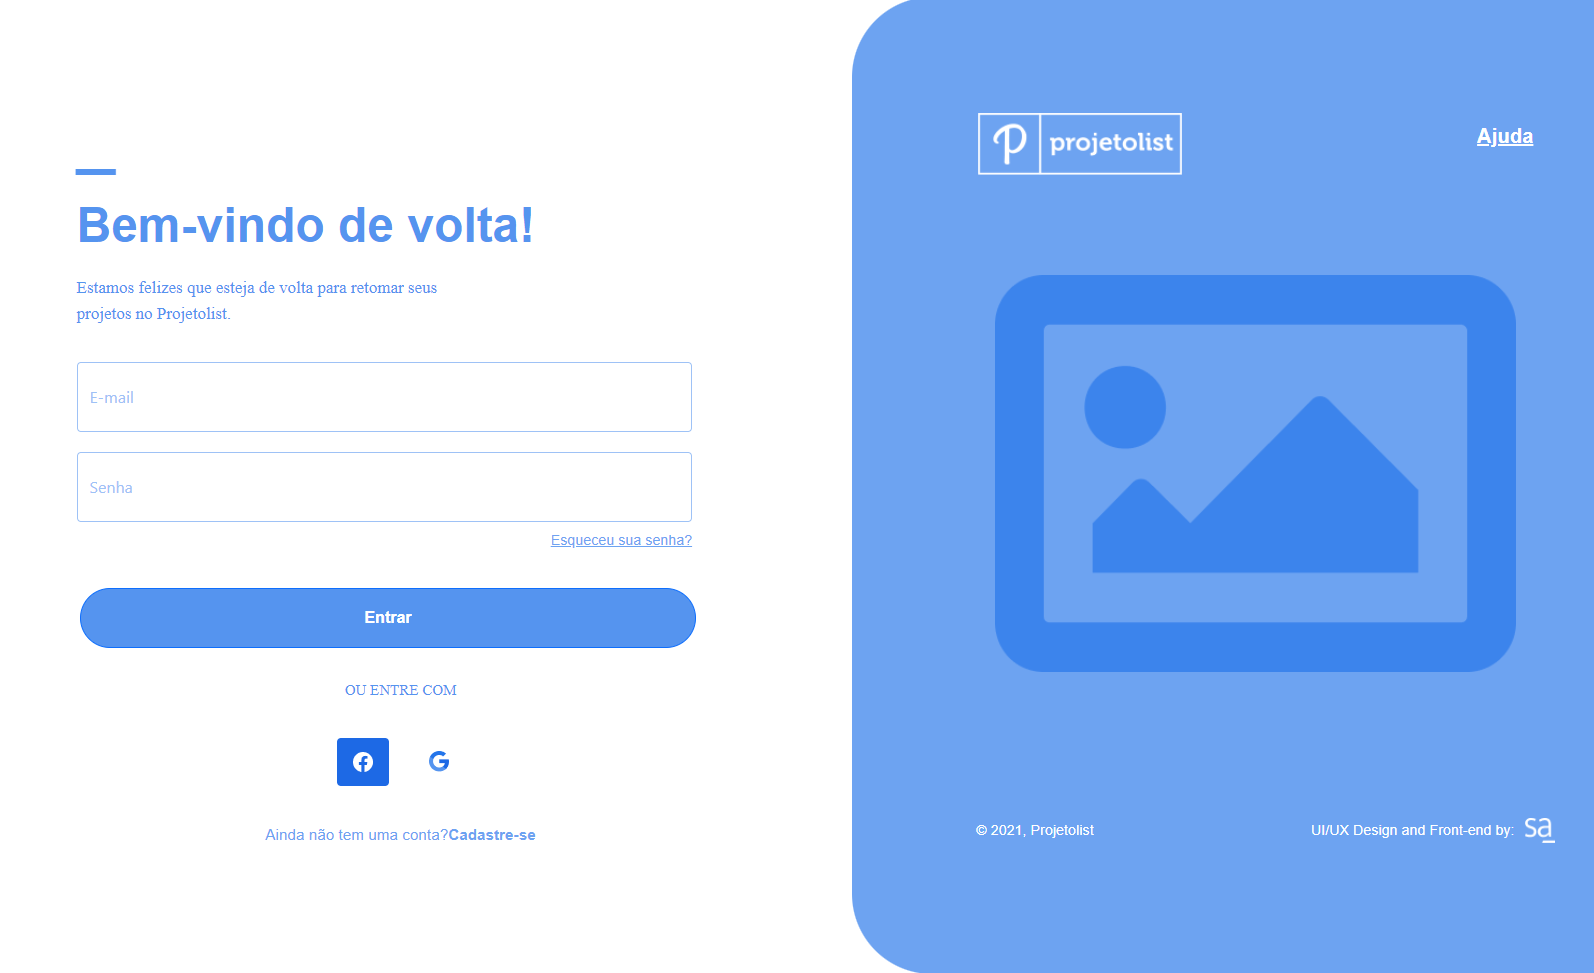 Bem-vindo de volta!
Estamos felizes que esteja de volta para retomar seus
projetos no Projetolist.
E-mail
Senha
Esqueceu sua senha?
Entrar
OU ENTRE COM
G
Ainda não tem uma conta?Cadastre-se
P projetolist
Ajuda
© 2021, Projetolist
UI/UX Design and Front-end by: sa